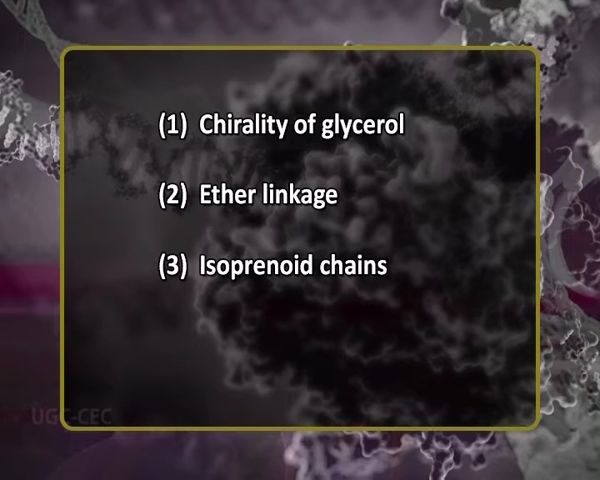 (1) Chirality of glycerol
(2) Ether linkage
(3) Isoprenoid chains
UGC-CEC